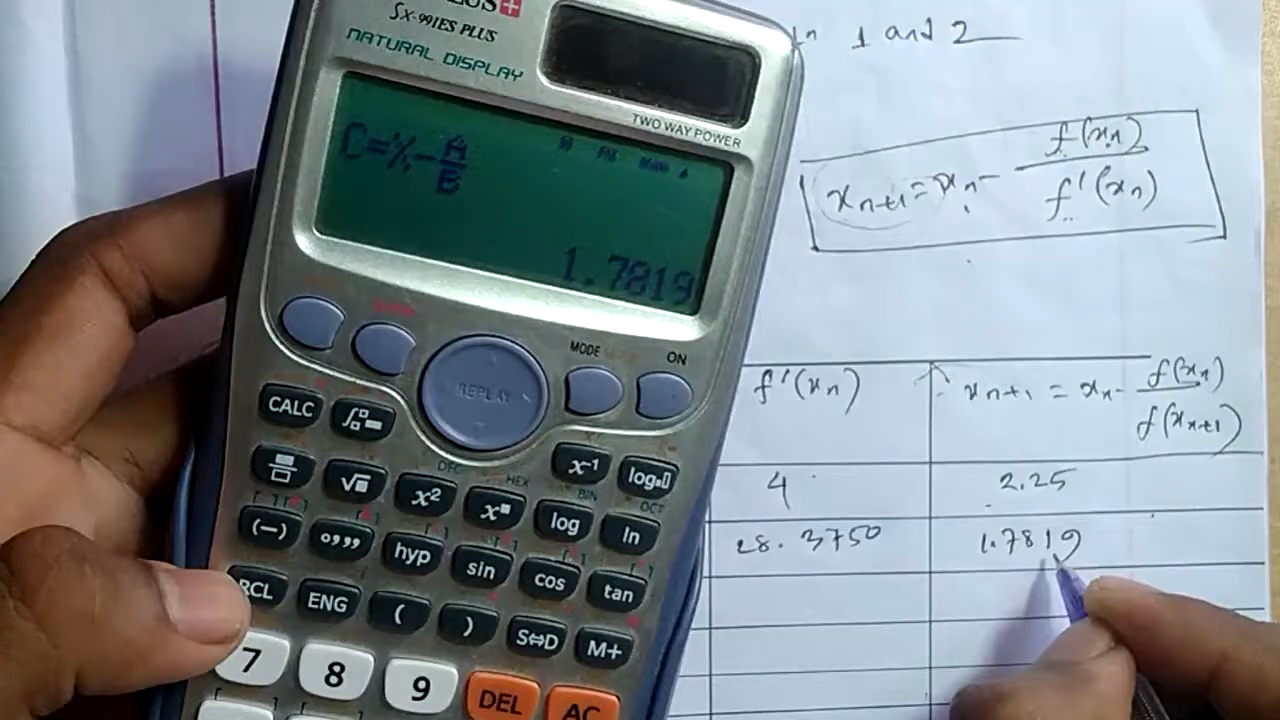 SX-991ES PLUS
NATURAL DISPLAY
TWO WAY POWER
C=X-A/B
1.7819
MODE
ON
REPLAY
CALC
x² x■ log ln
(-) hyp sin cos tan
RCL ENG ( ) S⇔D M+
7 8 9 DEL AC
1 and 2
xn+1 = xn - f(xn)/f'(xn)
f'(xn) xn+1 = xn - f(xn)/f(xn+1)
4 2.25
28.3750 1.7819